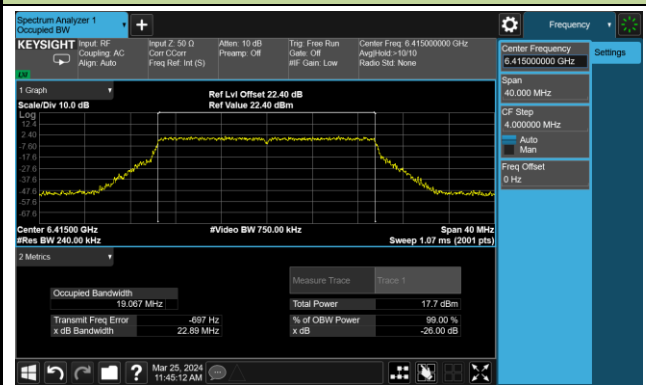 Spectrum Analyzer 1
Occupied BW
Frequency
KEYSIGHT
Input: RF
Coupling: AC
Align: Auto
Input Z: 50 Ω
Corr CCorr
Freq Ref: Int (S)
Atten: 10 dB
Preamp: Off
Trig: Free Run
Gate: Off
#IF Gain: Low
Center Freq: 6.415000000 GHz
Avg|Hold:>10/10
Radio Std: None
Center Frequency
6.415000000 GHz
Settings
Span
40.000 MHz
CF Step
4.000000 MHz
Auto
Man
Freq Offset
0 Hz
1 Graph
Scale/Div 10.0 dB
Ref Lvl Offset 22.40 dB
Ref Value 22.40 dBm
Log
12.4
2.40
-7.60
-17.6
-27.6
-37.6
-47.6
-57.6
-67.6
Center 6.41500 GHz
#Res BW 240.00 kHz
#Video BW 750.00 kHz
Span 40 MHz
Sweep 1.07 ms (2001 pts)
2 Metrics
Measure Trace
Trace 1
Occupied Bandwidth
19.067 MHz
Total Power
17.7 dBm
Transmit Freq Error
-697 Hz
% of OBW Power
99.00 %
x dB Bandwidth
22.89 MHz
x dB
-26.00 dB
?
Mar 25, 2024
11:45:12 AM